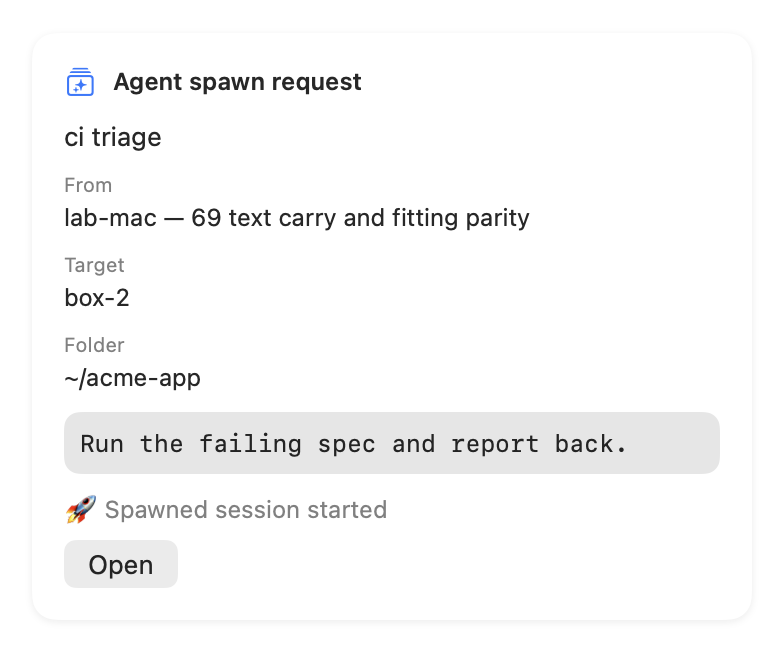 Agent spawn request
ci triage
From
lab-mac — 69 text carry and fitting parity
Target
box-2
Folder
~/acme-app
Run the failing spec and report back.
🚀 Spawned session started
Open